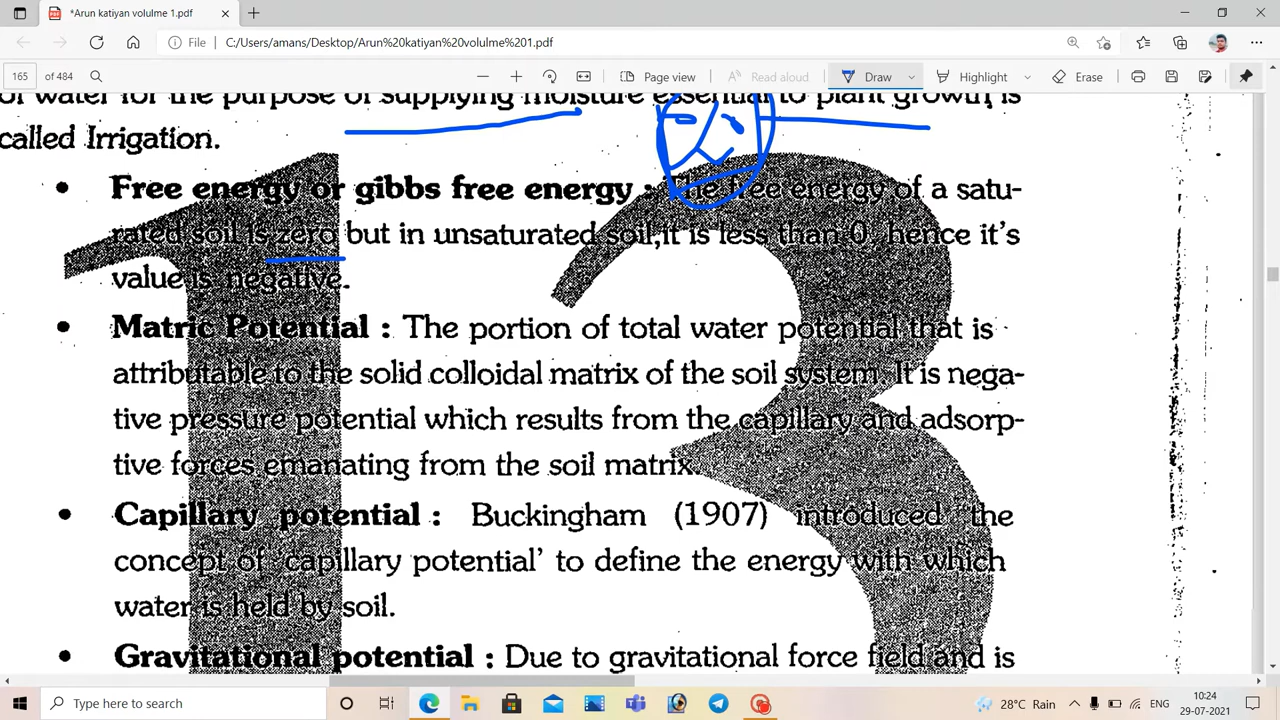 *Arun katiyan volulme 1.pdf
File
C:/Users/amans/Desktop/Arun%20katiyan%20volulme%201.pdf
165 of 484
Page view
Read aloud
Draw
Highlight
Erase
of water for the purpose of supplying moisture essential to plant growth is
called Irrigation.
• Free energy or gibbs free energy : The free energy of a satu-
rated soil is zero but in unsaturated soil, it is less than 0, hence it's
value is negative.
• Matric Potential : The portion of total water potential that is
attributable to the solid colloidal matrix of the soil system. It is nega-
tive pressure potential which results from the capillary and adsorp-
tive forces emanating from the soil matrix.
• Capillary potential : Buckingham (1907) introduced the
concept of 'capillary potential' to define the energy with which
water is held by soil.
• Gravitational potential : Due to gravitational force field and is
13
Type here to search
28°C Rain
ENG
10:24
29-07-2021